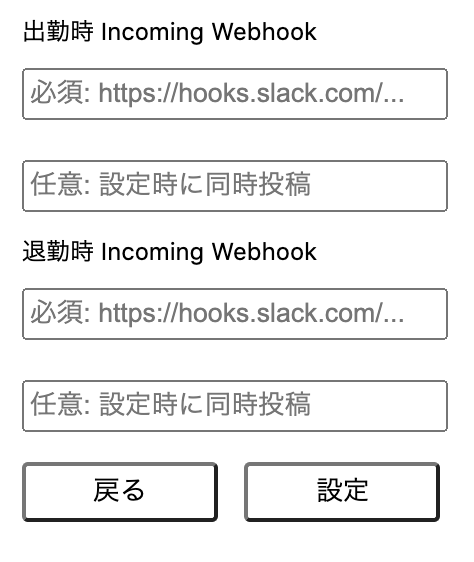 出勤時 Incoming Webhook
必須: https://hooks.slack.com/...
任意: 設定時に同時投稿
退勤時 Incoming Webhook
必須: https://hooks.slack.com/...
任意: 設定時に同時投稿
戻る
設定